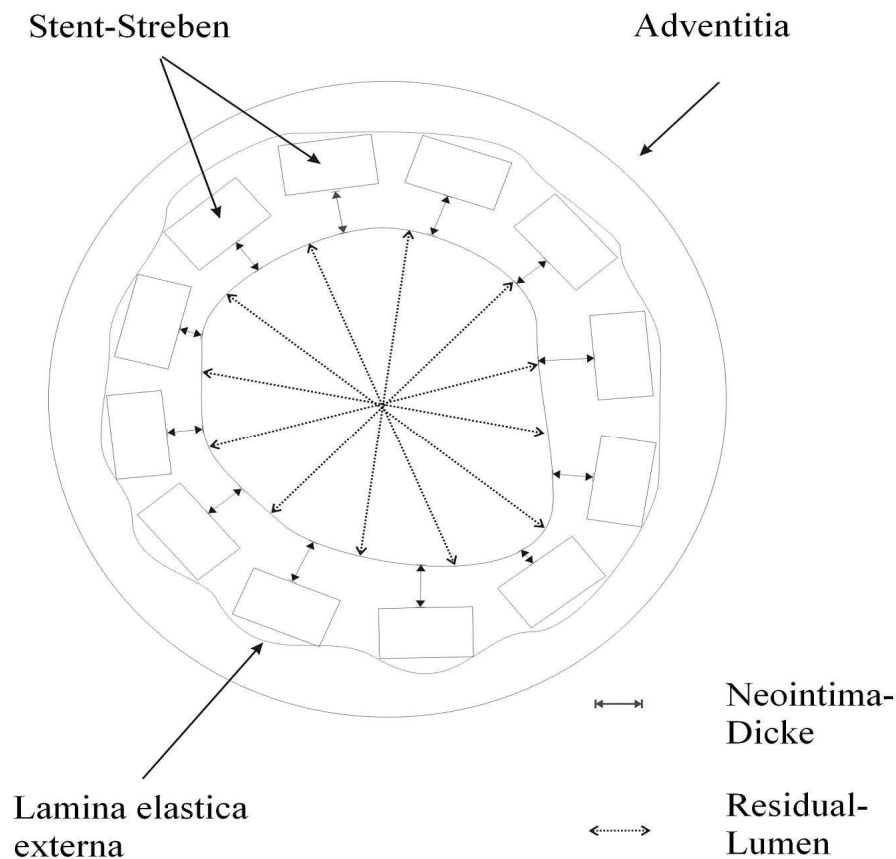 Stent-Streben
Adventitia
Neointima-
Dicke
Lamina elastica
externa
Residual-
Lumen